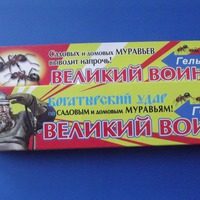 Садовых и домовых МУРАВЬЕВ
выводит напрочь!
Гель
ВЕЛИКИЙ ВОИН
БОГАТЫРСКИЙ УДАР
по САДОВЫМ и ДОМОВЫМ МУРАВЬЯМ!
ВЕЛИКИЙ ВОИН